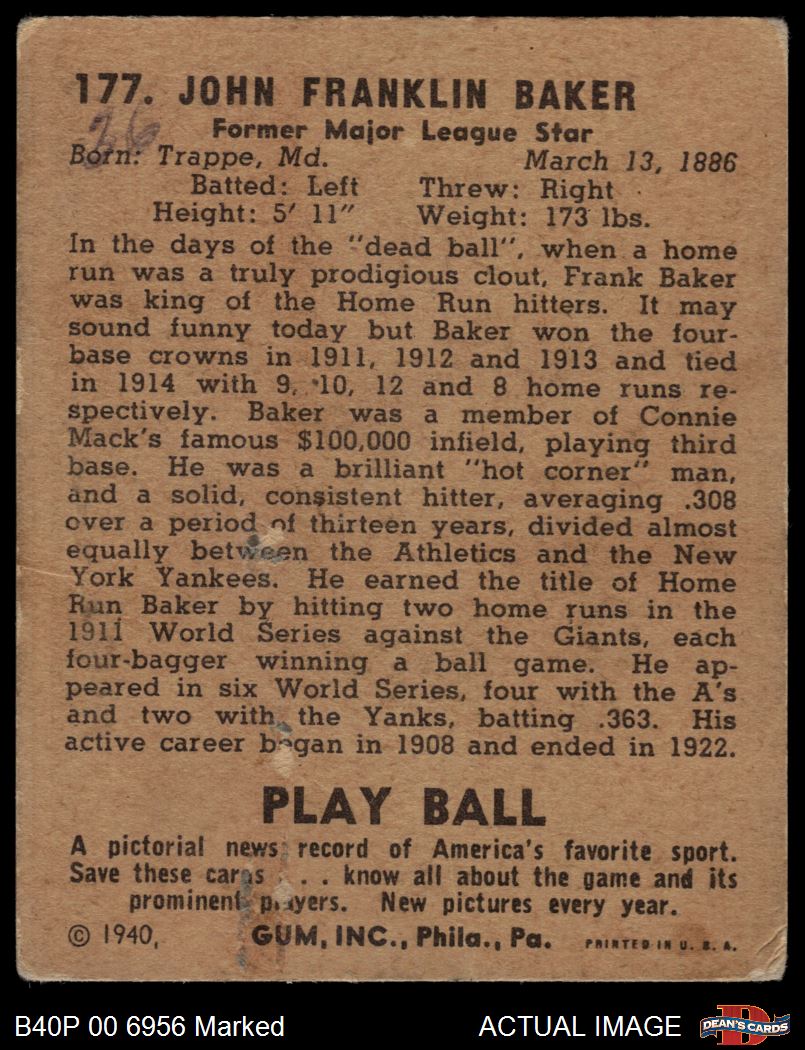 177. JOHN FRANKLIN BAKER
36
Former Major League Star
Born: Trappe, Md. March 13, 1886
Batted: Left Threw: Right
Height: 5' 11" Weight: 173 lbs.
In the days of the "dead ball", when a home
run was a truly prodigious clout, Frank Baker
was king of the Home Run hitters. It may
sound funny today but Baker won the four-
base crowns in 1911, 1912 and 1913 and tied
in 1914 with 9, 10, 12 and 8 home runs re-
spectively. Baker was a member of Connie
Mack's famous $100,000 infield, playing third
base. He was a brilliant "hot corner" man,
and a solid, consistent hitter, averaging .308
over a period of thirteen years, divided almost
equally between the Athletics and the New
York Yankees. He earned the title of Home
Run Baker by hitting two home runs in the
1911 World Series against the Giants, each
four-bagger winning a ball game. He ap-
peared in six World Series, four with the A's
and two with the Yanks, batting .363. His
active career began in 1908 and ended in 1922.
PLAY BALL
A pictorial news record of America's favorite sport.
Save these cards . . . know all about the game and its
prominent players. New pictures every year.
© 1940, GUM, INC., Phila., Pa. PRINTED IN U. S. A.
B40P 00 6956 Marked ACTUAL IMAGE DEAN'S CARDS